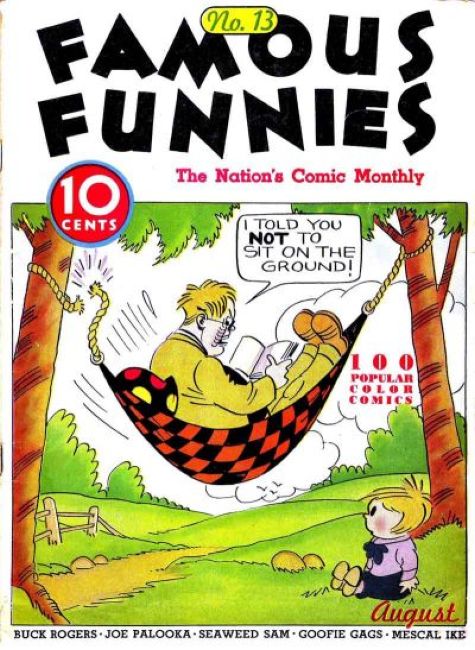 No. 13
FAMOUS
FUNNIES
The Nation's Comic Monthly
10
CENTS
I TOLD YOU
NOT TO
SIT ON THE
GROUND!
100
POPULAR
COLOR
COMICS
August
BUCK ROGERS · JOE PALOOKA · SEAWEED SAM · GOOFIE GAGS · MESCAL IKE